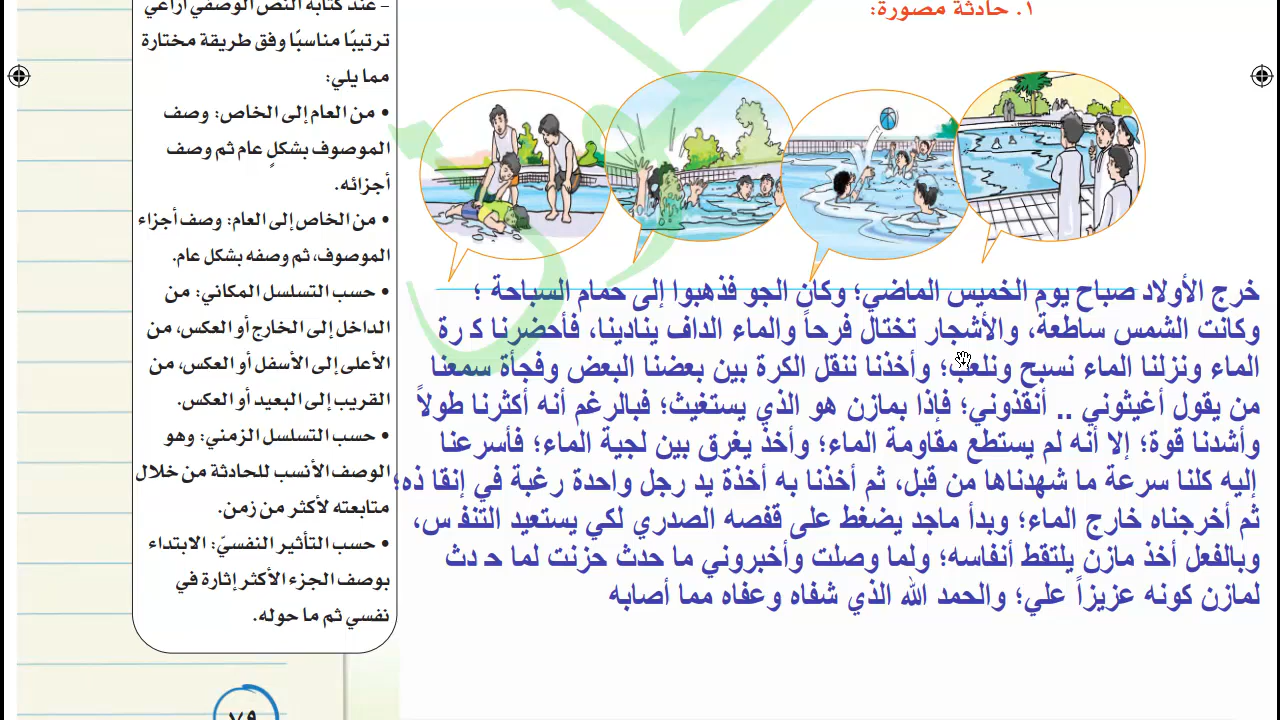 ١. حادثة مصورة:
خرج الأولاد صباح يوم الخميس الماضي؛ وكان الجو فذهبوا إلى حمام السباحة ؛
وكانت الشمس ساطعة، والأشجار تختال فرحاً والماء الداف ينادينا، فأحضرنا كرة
الماء ونزلنا الماء نسبح ونلعب؛ وأخذنا ننقل الكرة بين بعضنا البعض وفجأة سمعنا
من يقول أغيثوني .. أنقذوني؛ فإذا بمازن هو الذي يستغيث؛ فبالرغم أنه أكثرنا طولاً
وأشدنا قوة؛ إلا أنه لم يستطع مقاومة الماء؛ وأخذ يغرق بين لجية الماء؛ فأسرعنا
إليه كلنا سرعة ما شهدناها من قبل، ثم أخذنا به أخذة يد رجل واحدة رغبة في إنقا ذه؛
ثم أخرجناه خارج الماء؛ وبدأ ماجد يضغط على قفصه الصدري لكي يستعيد التنفس،
وبالفعل أخذ مازن يلتقط أنفاسه؛ ولما وصلت وأخبروني ما حدث حزنت لما حدث
لمازن كونه عزيزاً علي؛ والحمد الله الذي شفاه وعفاه مما أصابه
- عند كتابة النص الوصفي أراعي
ترتيبًا مناسبًا وفق طريقة مختارة
مما يلي:
• من العام إلى الخاص: وصف
الموصوف بشكلٍ عام ثم وصف
أجزائه.
• من الخاص إلى العام: وصف أجزاء
الموصوف، ثم وصفه بشكل عام.
• حسب التسلسل المكاني: من
الداخل إلى الخارج أو العكس، من
الأعلى إلى الأسفل أو العكس، من
القريب إلى البعيد أو العكس.
• حسب التسلسل الزمني: وهو
الوصف الأنسب للحادثة من خلال
متابعته لأكثر من زمن.
• حسب التأثير النفسيّ: الابتداء
بوصف الجزء الأكثر إثارة في
نفسي ثم ما حوله.
٧٩